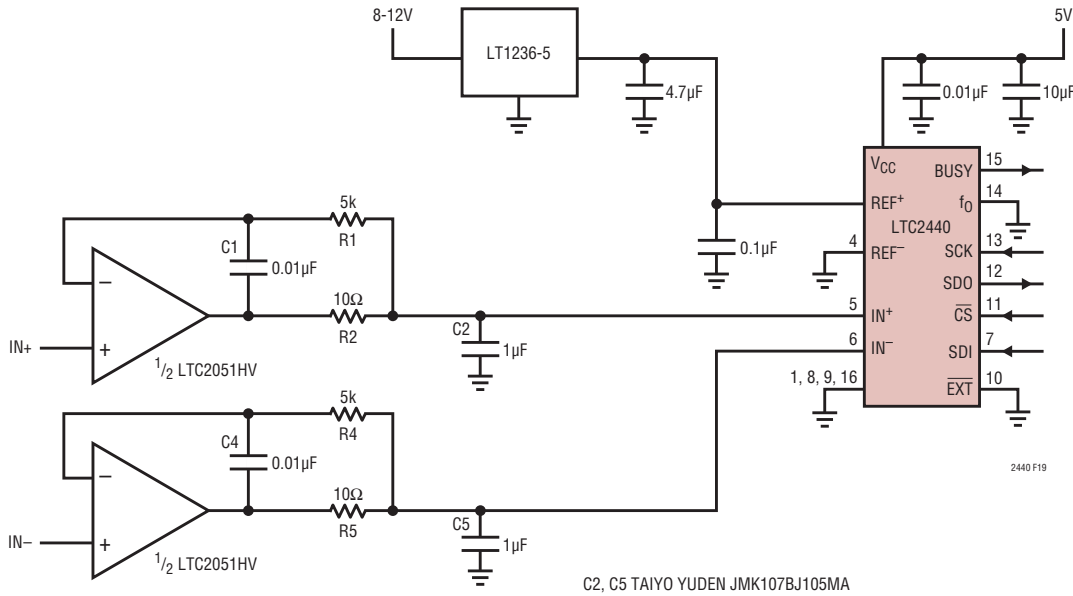 8-12V
LT1236-5
5V
4.7µF
0.01µF
10µF
VCC
BUSY
15
REF+
fO
14
LTC2440
4
REF–
SCK
13
0.1µF
SDO
12
5
IN+
CS
11
6
IN–
SDI
7
1, 8, 9, 16
EXT
10
5k
R1
C1
0.01µF
–
10Ω
R2
+
IN+
1/2 LTC2051HV
C2
1µF
5k
R4
C4
0.01µF
–
10Ω
R5
+
IN–
1/2 LTC2051HV
C5
1µF
2440 F19
C2, C5 TAIYO YUDEN JMK107BJ105MA